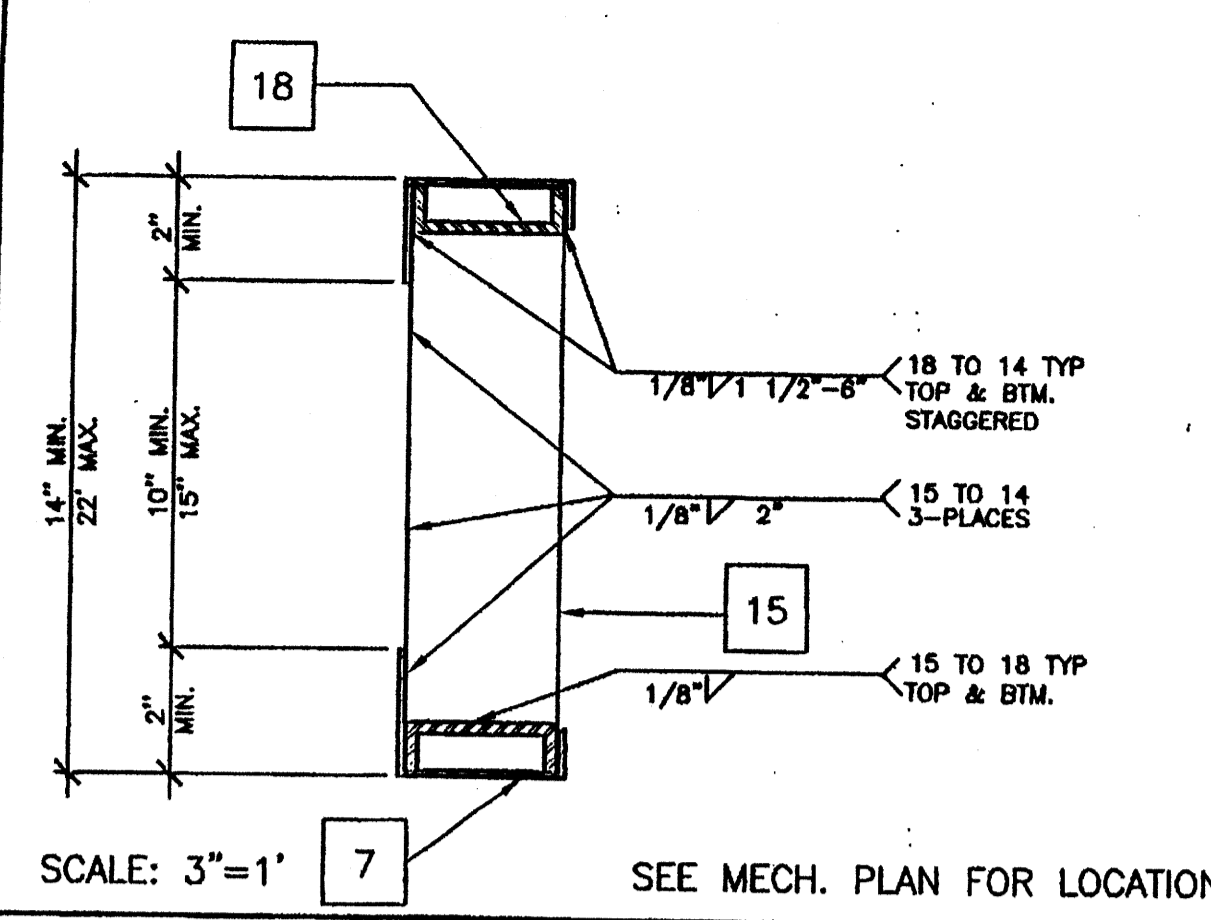 18
2"
MIN.
14" MIN.
22' MAX.
10" MIN.
15" MAX.
2"
MIN.
1/8" 1 1/2"-6"
18 TO 14 TYP
TOP & BTM.
STAGGERED
1/8" 2"
15 TO 14
3-PLACES
15
1/8"
15 TO 18 TYP
TOP & BTM.
7
SCALE: 3"=1'
SEE MECH. PLAN FOR LOCATION